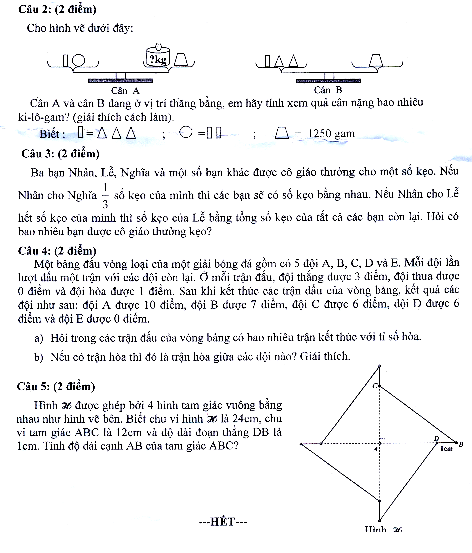 Câu 2: (2 điểm)
Cho hình vẽ dưới đây:
?kg
Cân A
Cân B
Cân A và cân B đang ở vị trí thăng bằng, em hãy tính xem quả cân nặng bao nhiêu
ki-lô-gam? (giải thích cách làm).
Biết : = ; = ; = 1250 gam
Câu 3: (2 điểm)
Ba bạn Nhân, Lễ, Nghĩa và một số bạn khác được cô giáo thưởng cho một số kẹo. Nếu
Nhân cho Nghĩa 1/3 số kẹo của mình thì các bạn sẽ có số kẹo bằng nhau. Nếu Nhân cho Lễ
hết số kẹo của mình thì số kẹo của Lễ bằng tổng số kẹo của tất cả các bạn còn lại. Hỏi có
bao nhiêu bạn được cô giáo thưởng kẹo?
Câu 4: (2 điểm)
Một bảng đấu vòng loại của một giải bóng đá gồm có 5 đội A, B, C, D và E. Mỗi đội lần
lượt đấu một trận với các đội còn lại. Ở mỗi trận đấu, đội thắng được 3 điểm, đội thua được
0 điểm và đội hòa được 1 điểm. Sau khi kết thúc các trận đấu của vòng bảng, kết quả các
đội như sau: đội A được 10 điểm, đội B được 7 điểm, đội C được 6 điểm, đội D được 6
điểm và đội E được 0 điểm.
a) Hỏi trong các trận đấu của vòng bảng có bao nhiêu trận kết thúc với tỉ số hòa.
b) Nếu có trận hòa thì đó là trận hòa giữa các đội nào? Giải thích.
Câu 5: (2 điểm)
Hình ℋ được ghép bởi 4 hình tam giác vuông bằng
nhau như hình vẽ bên. Biết chu vi hình ℋ là 24cm, chu
vi tam giác ABC là 12cm và độ dài đoạn thẳng DB là
1cm. Tính độ dài cạnh AB của tam giác ABC?
C
A
D
B
1cm
Hình ℋ
---HẾT---